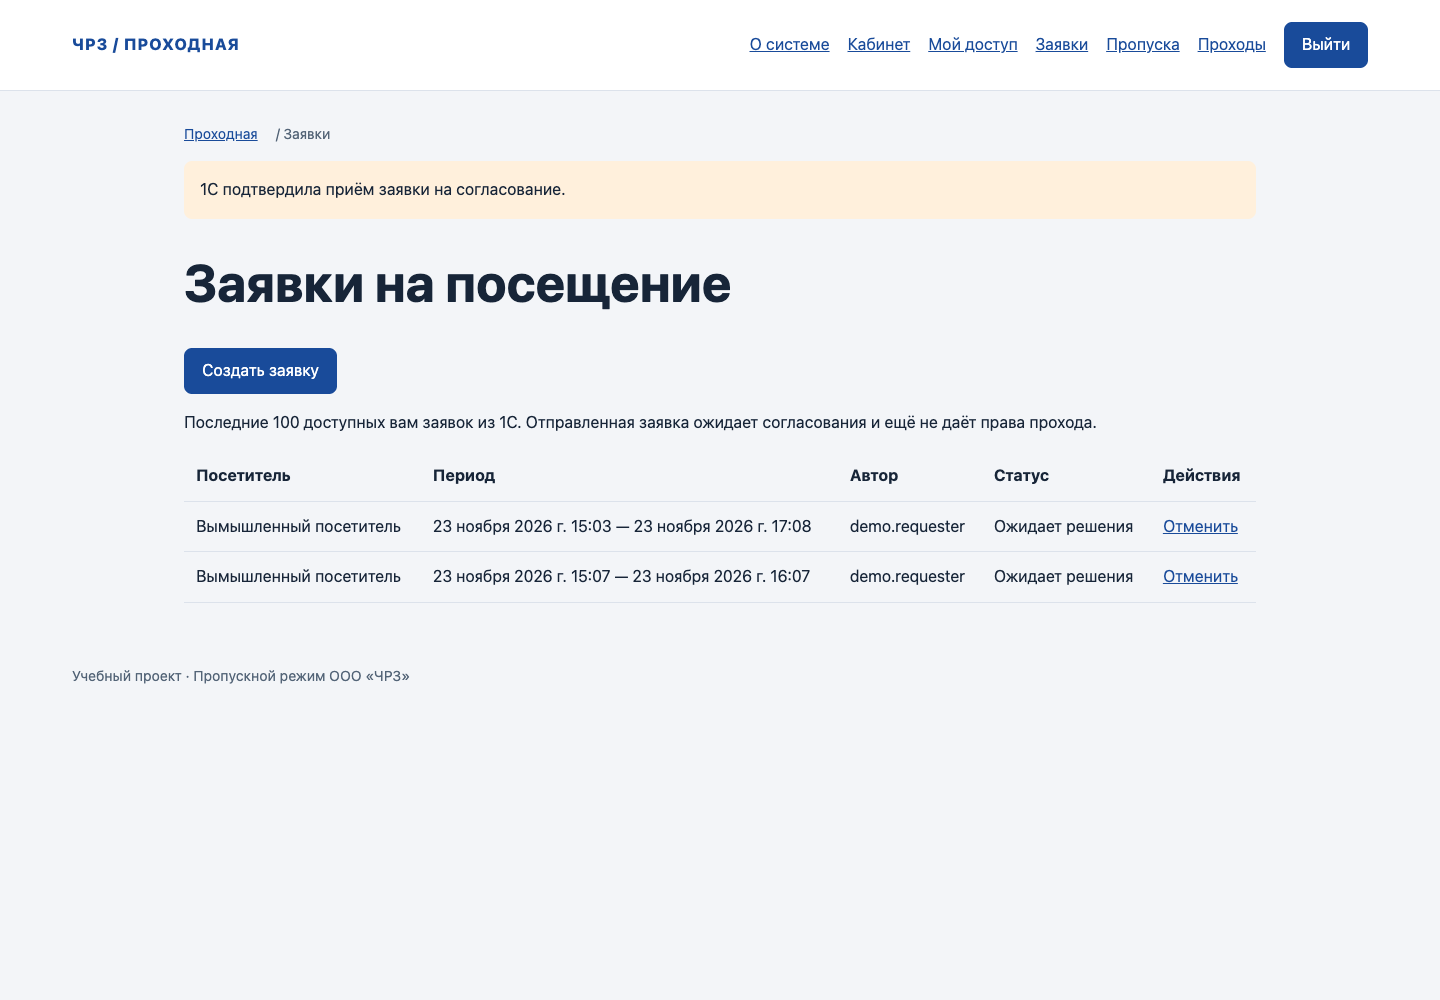 ЧРЗ / ПРОХОДНАЯ
О системе Кабинет Мой доступ Заявки Пропуска Проходы Выйти
Проходная / Заявки
1С подтвердила приём заявки на согласование.
Заявки на посещение
Создать заявку
Последние 100 доступных вам заявок из 1С. Отправленная заявка ожидает согласования и ещё не даёт права прохода.
Посетитель Период Автор Статус Действия
Вымышленный посетитель 23 ноября 2026 г. 15:03 — 23 ноября 2026 г. 17:08 demo.requester Ожидает решения Отменить
Вымышленный посетитель 23 ноября 2026 г. 15:07 — 23 ноября 2026 г. 16:07 demo.requester Ожидает решения Отменить
Учебный проект · Пропускной режим ООО «ЧРЗ»